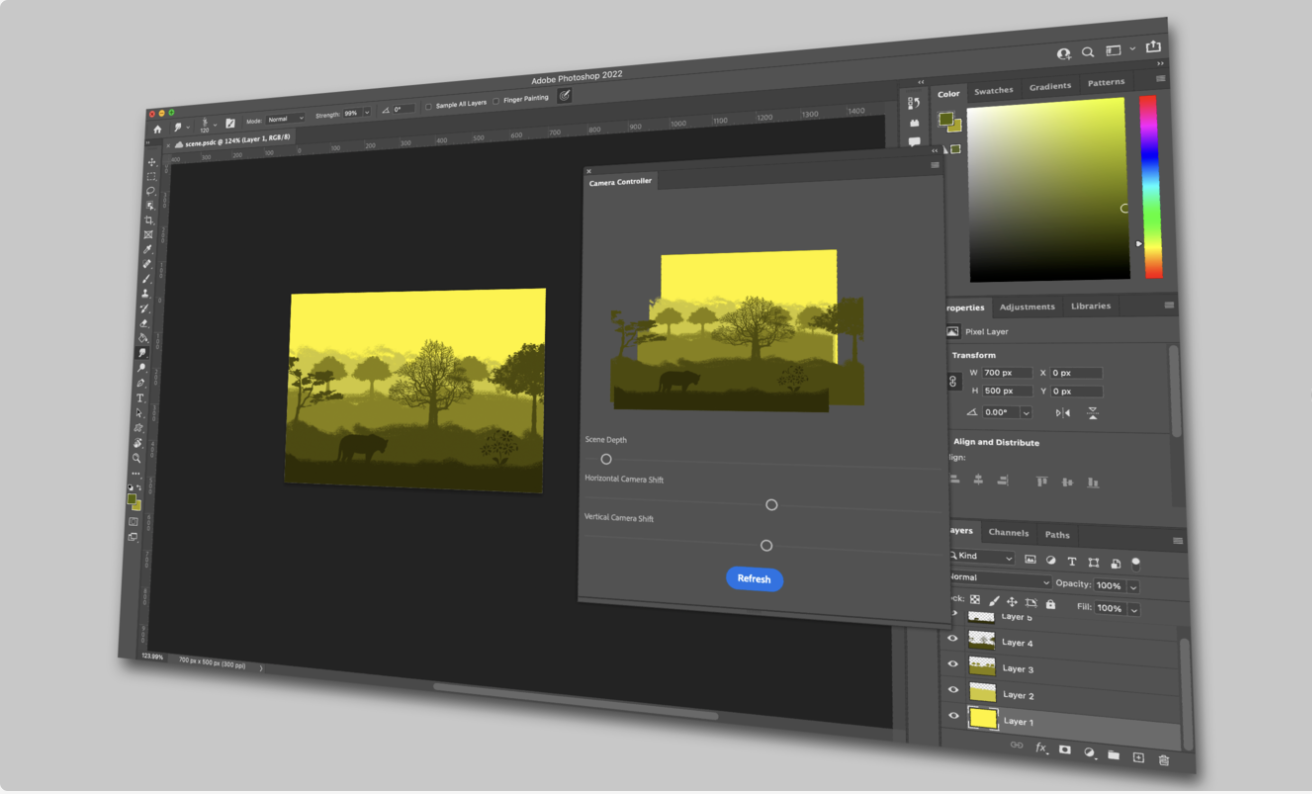 Adobe Photoshop 2022
120
Mode: Normal
Strength: 99%
0°
Sample All Layers
Finger Painting
scene.psdc @ 124% (Layer 1, RGB/8)
400 300 200 100 0 100 200 300 400 500 600 700 800 900 1000 1100 1200 1300 1400
Camera Controller
Scene Depth
Horizontal Camera Shift
Vertical Camera Shift
Refresh
Color Swatches Gradients Patterns
roperties Adjustments Libraries
Pixel Layer
Transform
W 700 px X 0 px
H 500 px Y 0 px
0.00°
Align and Distribute
lign:
ayers Channels Paths
Kind
ormal Opacity: 100%
ock: Fill: 100%
Layer 5
Layer 4
Layer 3
Layer 2
Layer 1
fx
700 px x 500 px (300 ppi)